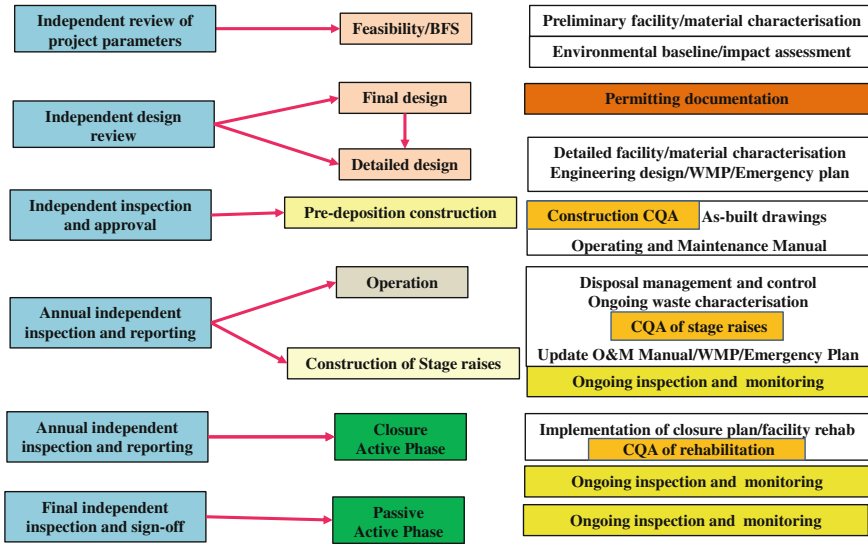 Independent review of
project parameters
Feasibility/BFS
Preliminary facility/material characterisation
Environmental baseline/impact assessment
Independent design
review
Final design
Detailed design
Permitting documentation
Detailed facility/material characterisation
Engineering design/WMP/Emergency plan
Independent inspection
and approval
Pre-deposition construction
Construction CQA As-built drawings
Operating and Maintenance Manual
Annual independent
inspection and reporting
Operation
Construction of Stage raises
Disposal management and control
Ongoing waste characterisation
CQA of stage raises
Update O&M Manual/WMP/Emergency Plan
Ongoing inspection and monitoring
Annual independent
inspection and reporting
Closure
Active Phase
Implementation of closure plan/facility rehab
CQA of rehabilitation
Ongoing inspection and monitoring
Final independent
inspection and sign-off
Passive
Active Phase
Ongoing inspection and monitoring